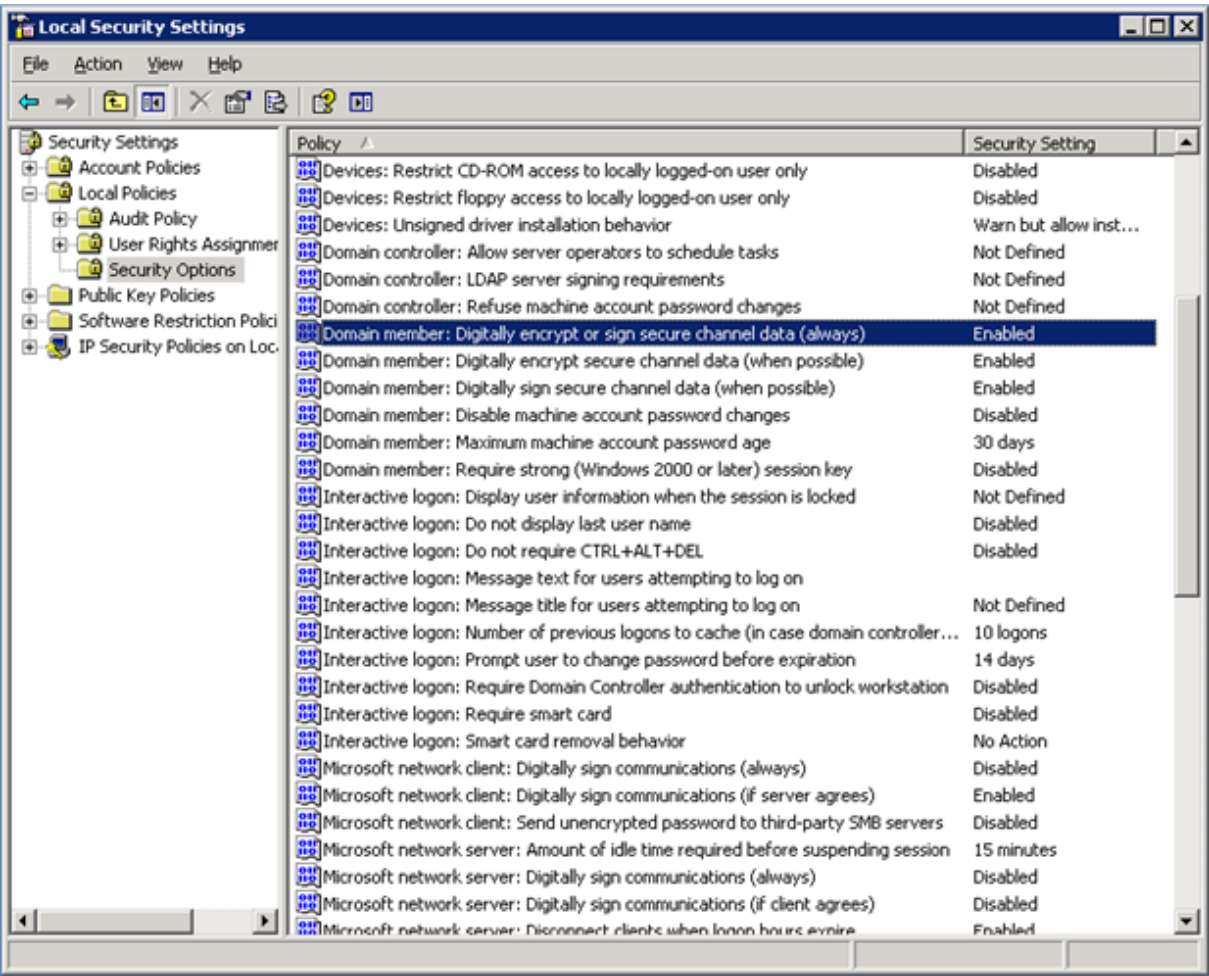 Local Security Settings
File Action View Help
Security Settings
Account Policies
Local Policies
Audit Policy
User Rights Assignmen
Security Options
Public Key Policies
Software Restriction Polici
IP Security Policies on Loc
Policy Security Setting
Devices: Restrict CD-ROM access to locally logged-on user only Disabled
Devices: Restrict floppy access to locally logged-on user only Disabled
Devices: Unsigned driver installation behavior Warn but allow inst...
Domain controller: Allow server operators to schedule tasks Not Defined
Domain controller: LDAP server signing requirements Not Defined
Domain controller: Refuse machine account password changes Not Defined
Domain member: Digitally encrypt or sign secure channel data (always) Enabled
Domain member: Digitally encrypt secure channel data (when possible) Enabled
Domain member: Digitally sign secure channel data (when possible) Enabled
Domain member: Disable machine account password changes Disabled
Domain member: Maximum machine account password age 30 days
Domain member: Require strong (Windows 2000 or later) session key Disabled
Interactive logon: Display user information when the session is locked Not Defined
Interactive logon: Do not display last user name Disabled
Interactive logon: Do not require CTRL+ALT+DEL Disabled
Interactive logon: Message text for users attempting to log on
Interactive logon: Message title for users attempting to log on Not Defined
Interactive logon: Number of previous logons to cache (in case domain controller... 10 logons
Interactive logon: Prompt user to change password before expiration 14 days
Interactive logon: Require Domain Controller authentication to unlock workstation Disabled
Interactive logon: Require smart card Disabled
Interactive logon: Smart card removal behavior No Action
Microsoft network client: Digitally sign communications (always) Disabled
Microsoft network client: Digitally sign communications (if server agrees) Enabled
Microsoft network client: Send unencrypted password to third-party SMB servers Disabled
Microsoft network server: Amount of idle time required before suspending session 15 minutes
Microsoft network server: Digitally sign communications (always) Disabled
Microsoft network server: Digitally sign communications (if client agrees) Disabled
Microsoft network server: Disconnect clients when logon hours expire Enabled